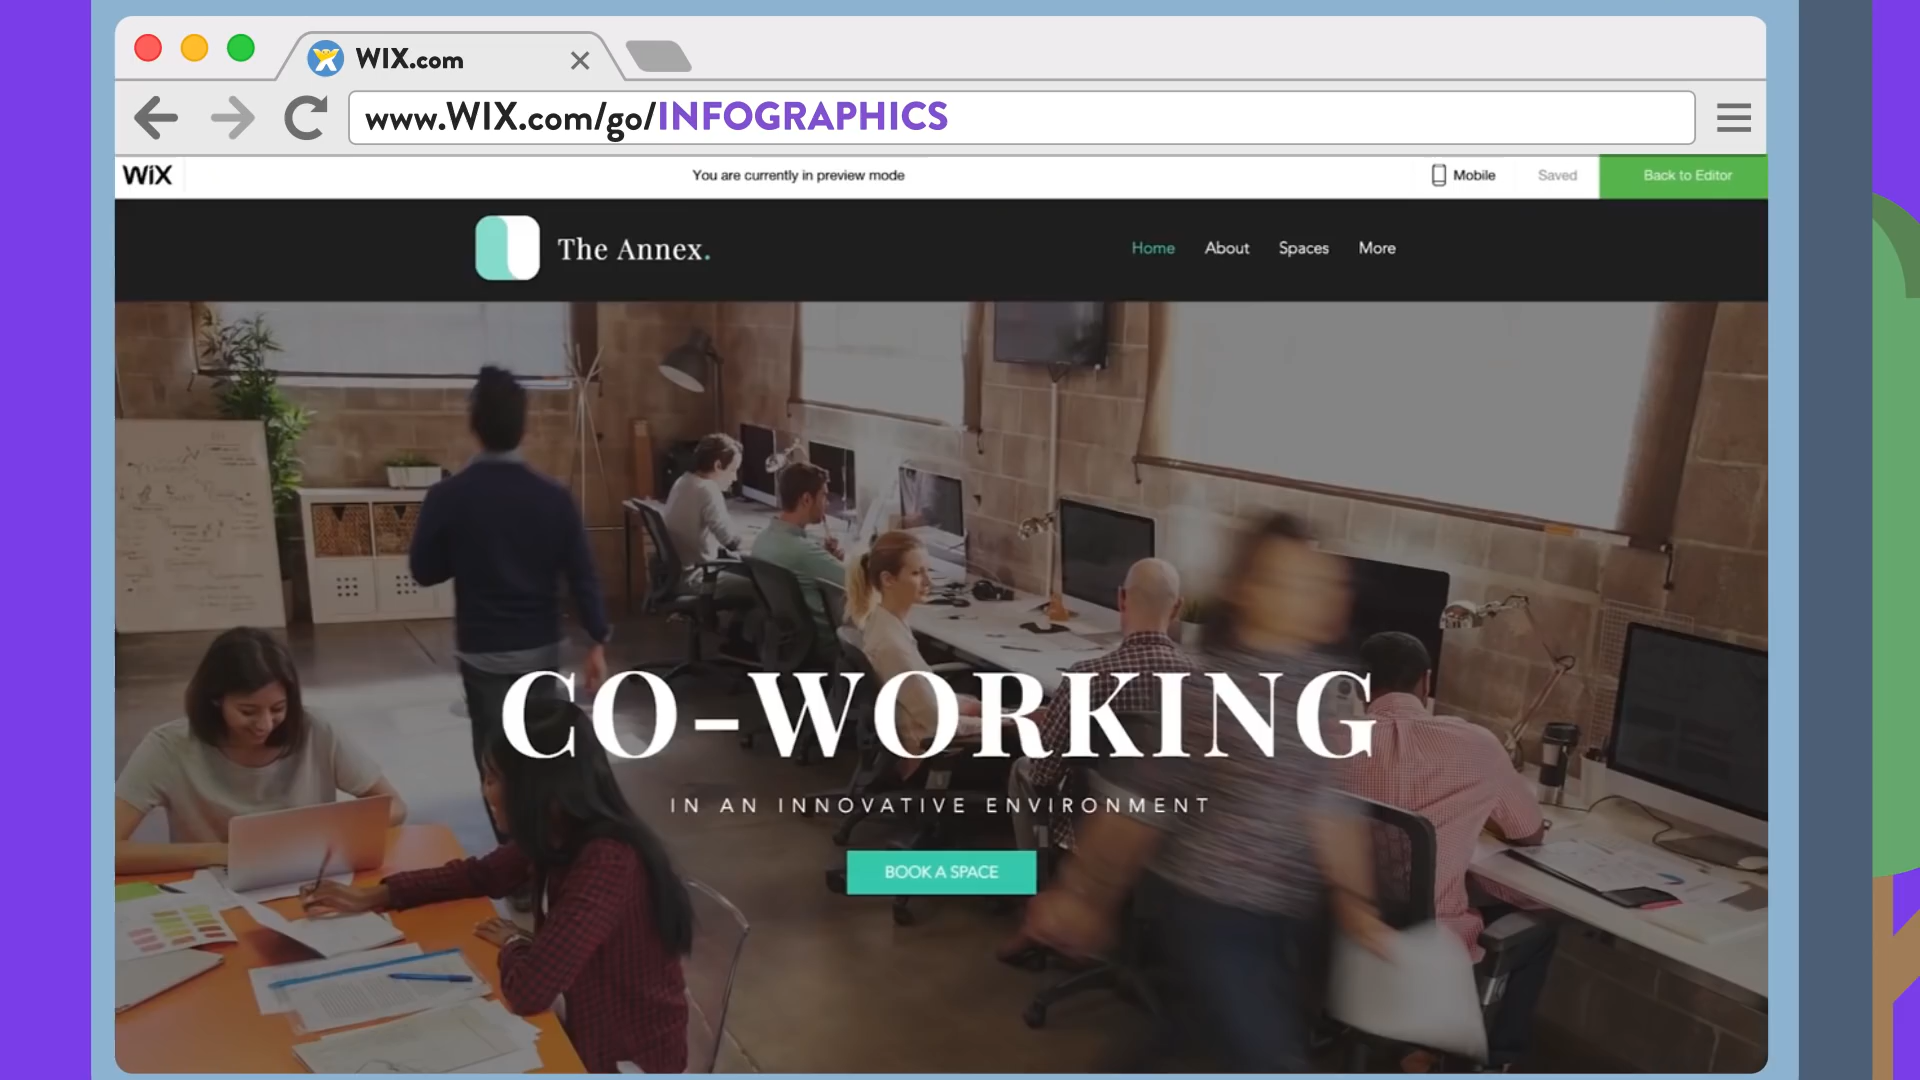 WIX.com
www.WIX.com/go/INFOGRAPHICS
WiX
You are currently in preview mode
Mobile
Saved
Back to Editor
The Annex.
Home
About
Spaces
More
CO-WORKING
IN AN INNOVATIVE ENVIRONMENT
BOOK A SPACE